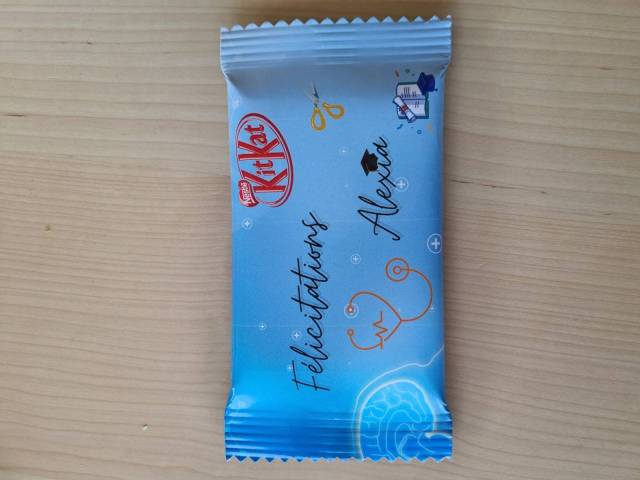 Nestlé
KitKat
Félicitations
Alexia